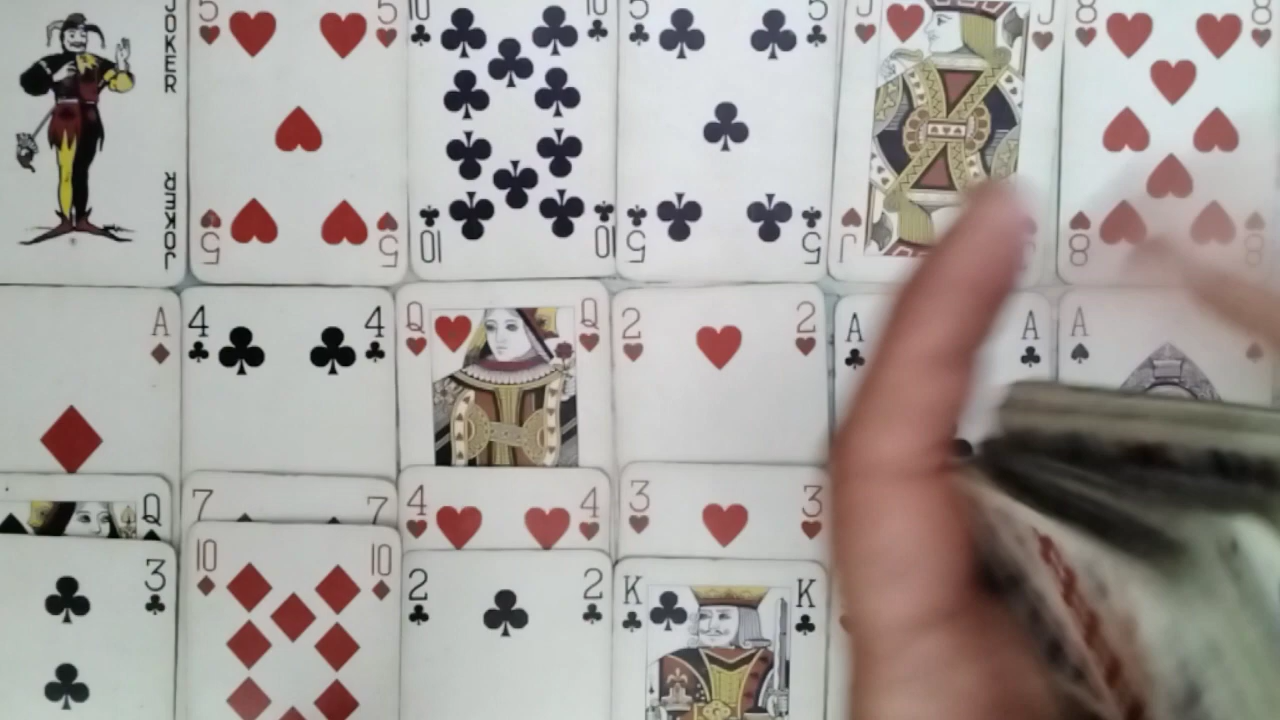 JOKER 5 5 10 10 5 5 J J 8 8
JOKER 5 5 10 10 5 5 J 8 8
A 4 4 Q Q 2 2 A A A
Q 7 7 4 4 3 3
3 10 10 2 2 K K